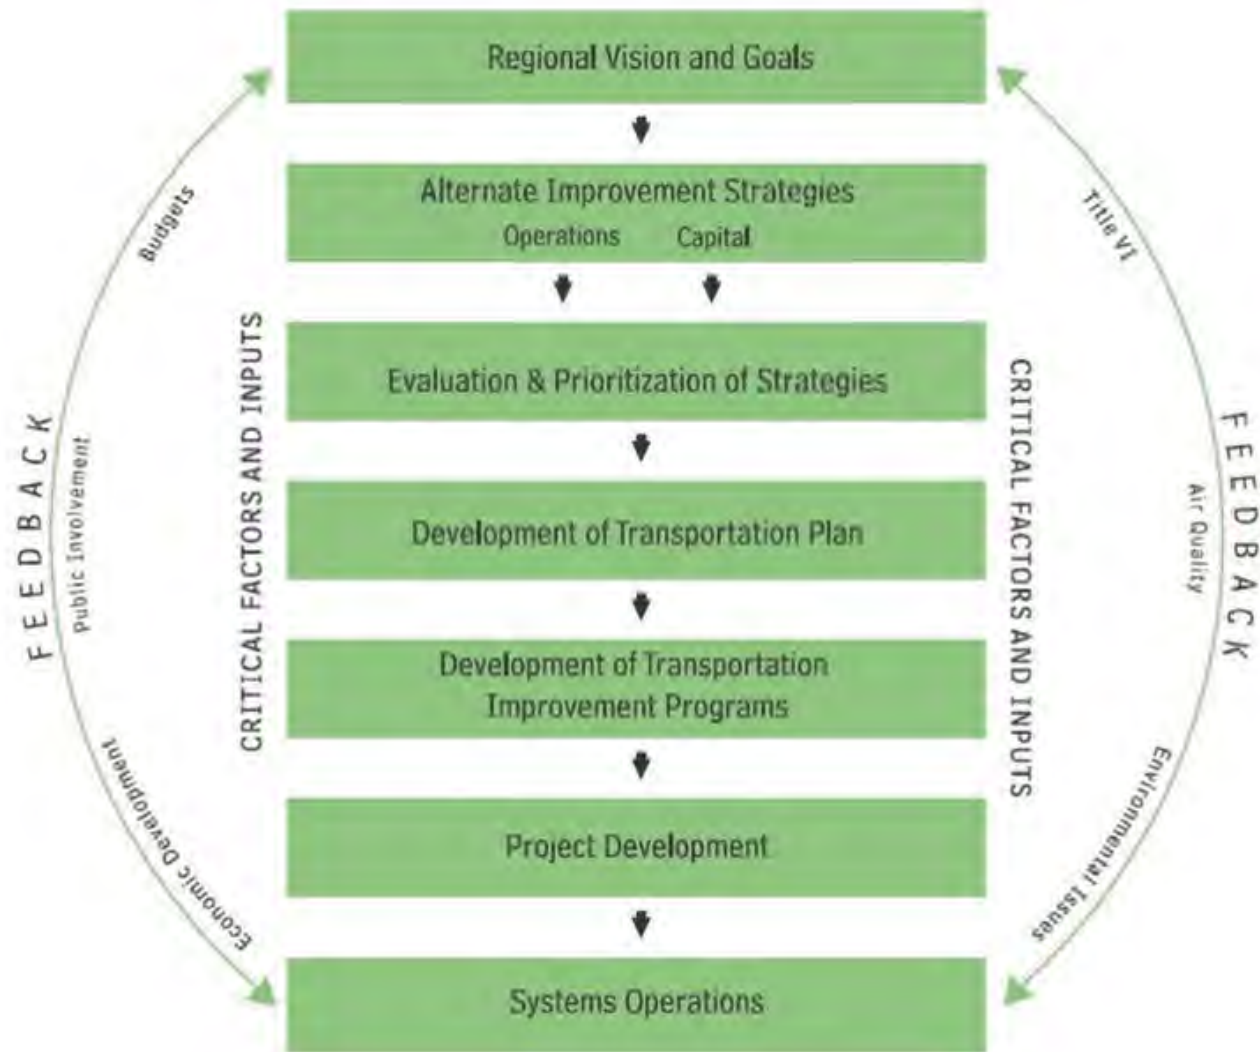 Regional Vision and Goals
Alternate Improvement Strategies
Operations Capital
Evaluation & Prioritization of Strategies
Development of Transportation Plan
Development of Transportation
Improvement Programs
Project Development
Systems Operations
CRITICAL FACTORS AND INPUTS
CRITICAL FACTORS AND INPUTS
FEEDBACK
Budgets
Public Involvement
Economic Development
FEEDBACK
Title VI
Air Quality
Environmental Issues